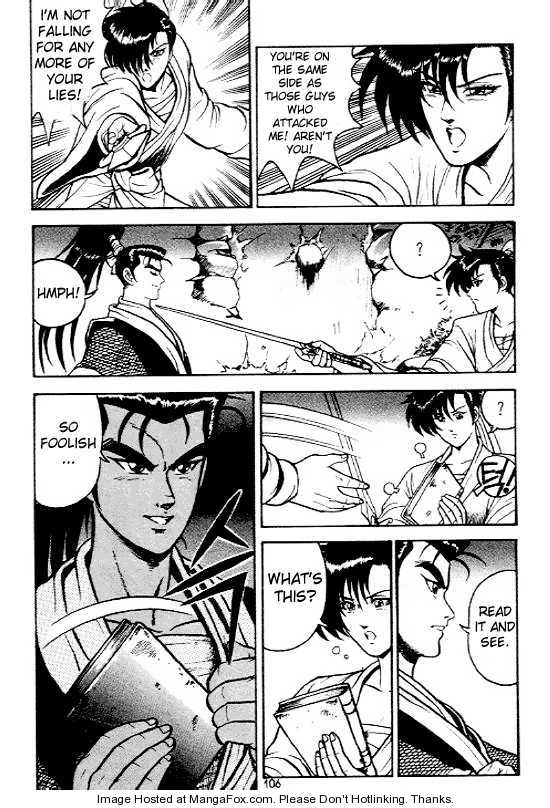 I'M NOT
FALLING
FOR ANY
MORE OF
YOUR
LIES!
YOU'RE ON
THE SAME
SIDE AS
THOSE GUYS
WHO
ATTACKED
ME! AREN'T
YOU!
HMPH!
?
SO
FOOLISH
...
?
WHAT'S
THIS?
READ
IT AND
SEE.
106
Image Hosted at MangaFox.com. Please Don't Hotlinking. Thanks.